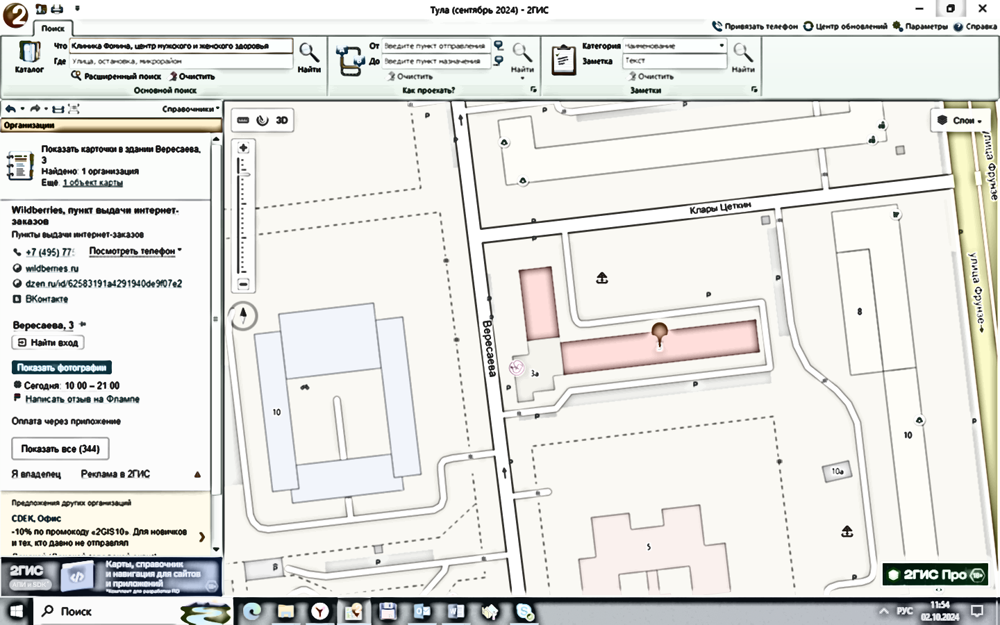 Тула (сентябрь 2024) - 2ГИС
Поиск
Привязать телефон
Центр обновлений
Параметры
Справка
Каталог
Что
Клиника Фомина, центр мужского и женского здоровья
Где
Улица, остановка, микрорайон
Найти
Расширенный поиск
Очистить
Основной поиск
От
Введите пункт отправления
До
Введите пункт назначения
Найти
Очистить
Как проехать?
Категория
Наименование
Заметка
Текст
Найти
Очистить
Заметки
Справочники
Организации
Показать карточки в здании Вересаева,
3
Найдено: 1 организация
Еще: 1 объект карты
Wildberries, пункт выдачи интернет-
заказов
Пункты выдачи интернет-заказов
+7 (495) 77
Посмотреть телефон
wildberries.ru
dzen.ru/id/62583191a4291940de9f07e2
ВКонтакте
Вересаева, 3
Найти вход
Показать фотографии
Сегодня: 10:00 – 21:00
Написать отзыв на Флампе
Оплата через приложение
Показать все (344)
Я владелец
Реклама в 2ГИС
Предложения других организаций
CDEK, Офис
-10% по промокоду «2GIS10». Для новичков
и тех, кто давно не отправлял
2ГИС
АПИ и SDK
Карты, справочник
и навигация для сайтов
и приложений
3D
Слои
Клары Цеткин
Вересаева
улица Фрунзе
улица Фрунзе
3а
10
8
10
10а
5
2ГИС Про
18+
Поиск
РУС
11:54
02.10.2024